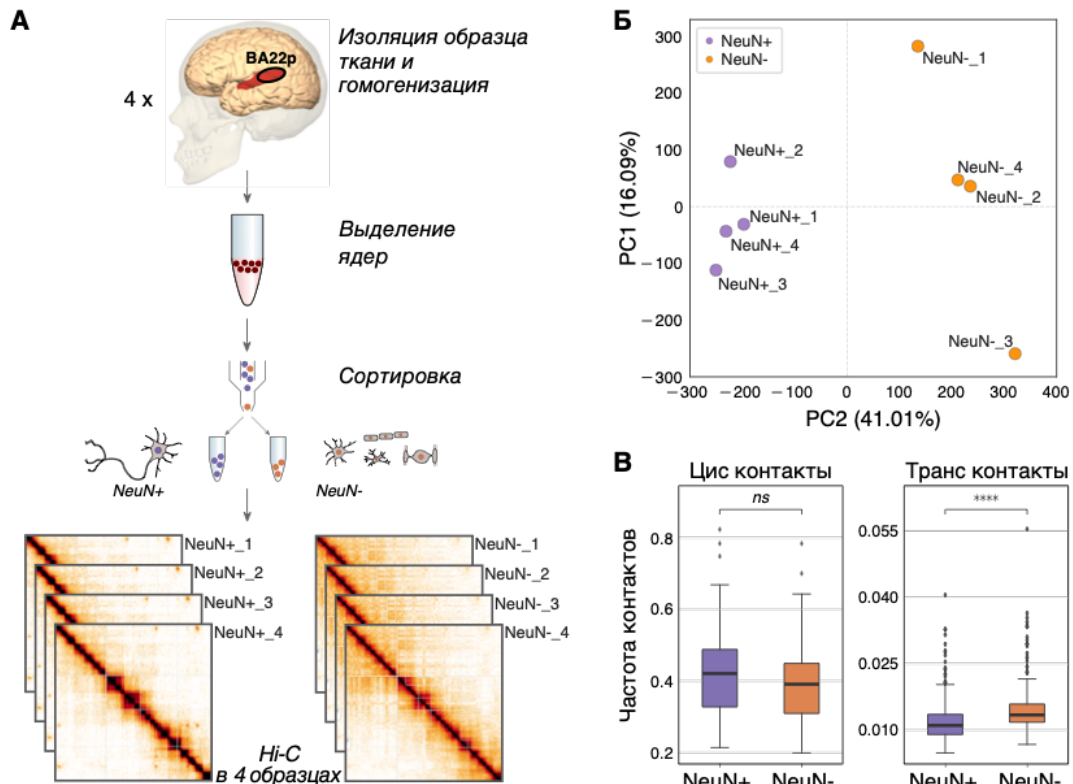 А
BA22p
4 x
Изоляция образца
ткани и
гомогенизация
Выделение
ядер
Сортировка
NeuN+
NeuN-
NeuN+_1
NeuN+_2
NeuN+_3
NeuN+_4
NeuN-_1
NeuN-_2
NeuN-_3
NeuN-_4
Hi-C
в 4 образцах
Б
NeuN+
NeuN-
300
200
100
0
−100
−200
−300
PC1 (16.09%)
NeuN-_1
NeuN+_2
NeuN-_4
NeuN-_2
NeuN+_1
NeuN+_4
NeuN+_3
NeuN-_3
−300 −200 −100 0 100 200 300 400
PC2 (41.01%)
В
Цис контакты
ns
Частота контактов
0.8
0.6
0.4
0.2
NeuN+ NeuN-
Транс контакты
****
0.055
0.040
0.025
0.010
NeuN+ NeuN-